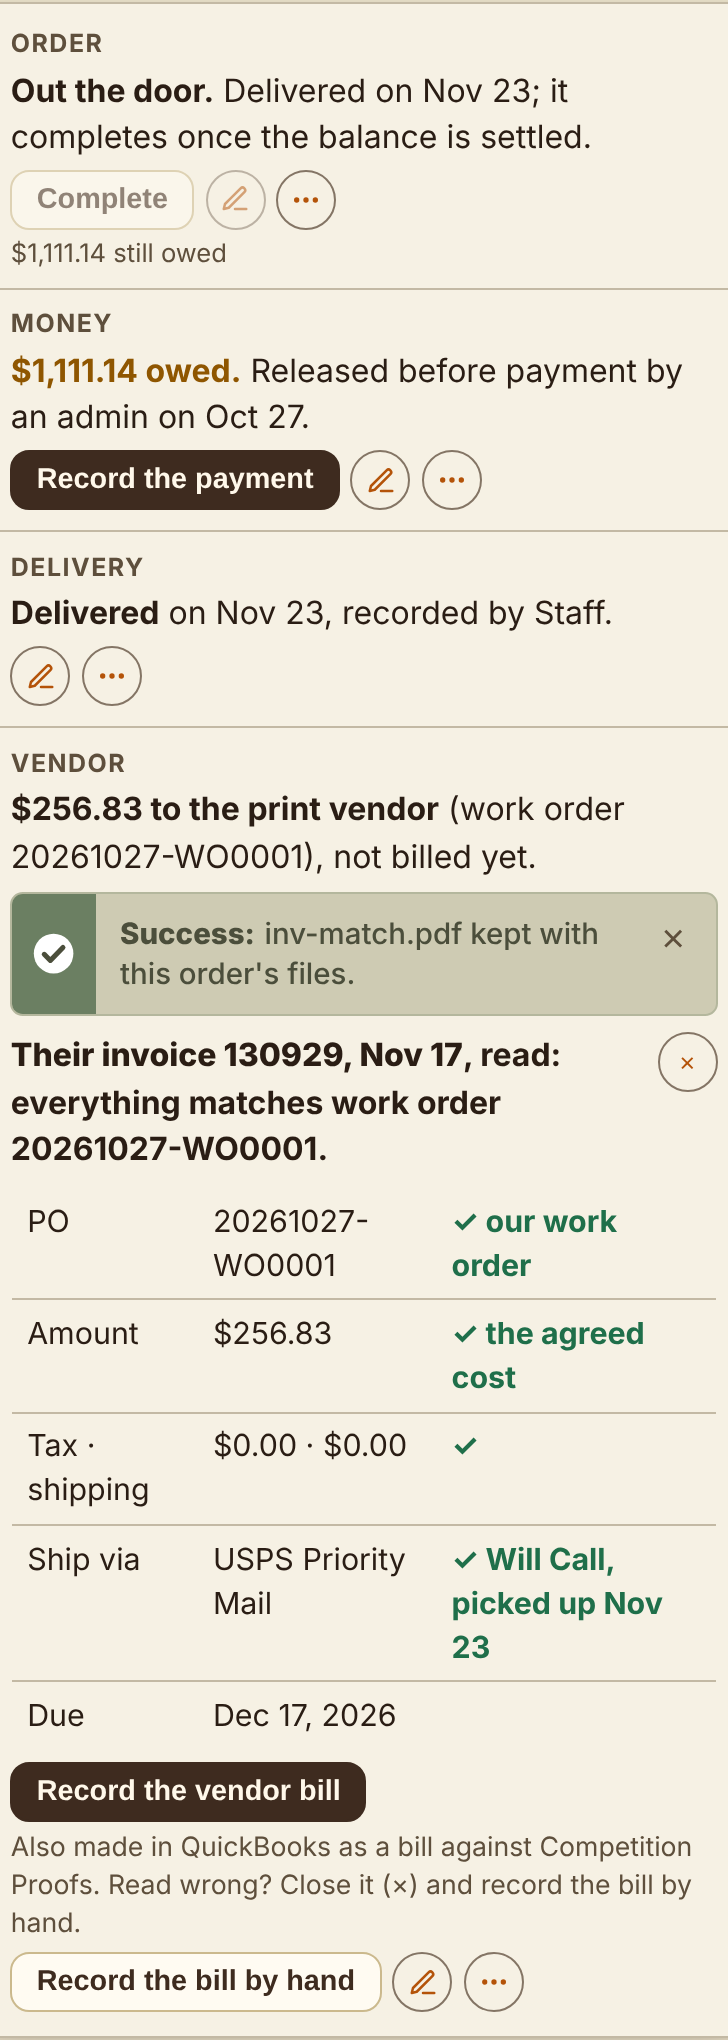 ORDER
Out the door. Delivered on Nov 23; it
completes once the balance is settled.
Complete
$1,111.14 still owed
MONEY
$1,111.14 owed. Released before payment by
an admin on Oct 27.
Record the payment
DELIVERY
Delivered on Nov 23, recorded by Staff.
VENDOR
$256.83 to the print vendor (work order
20261027-WO0001), not billed yet.
Success: inv-match.pdf kept with
this order's files.
Their invoice 130929, Nov 17, read:
everything matches work order
20261027-WO0001.
PO 20261027- ✓ our work
WO0001 order
Amount $256.83 ✓ the agreed
cost
Tax · $0.00 · $0.00 ✓
shipping
Ship via USPS Priority ✓ Will Call,
Mail picked up Nov
23
Due Dec 17, 2026
Record the vendor bill
Also made in QuickBooks as a bill against Competition
Proofs. Read wrong? Close it (×) and record the bill by
hand.
Record the bill by hand